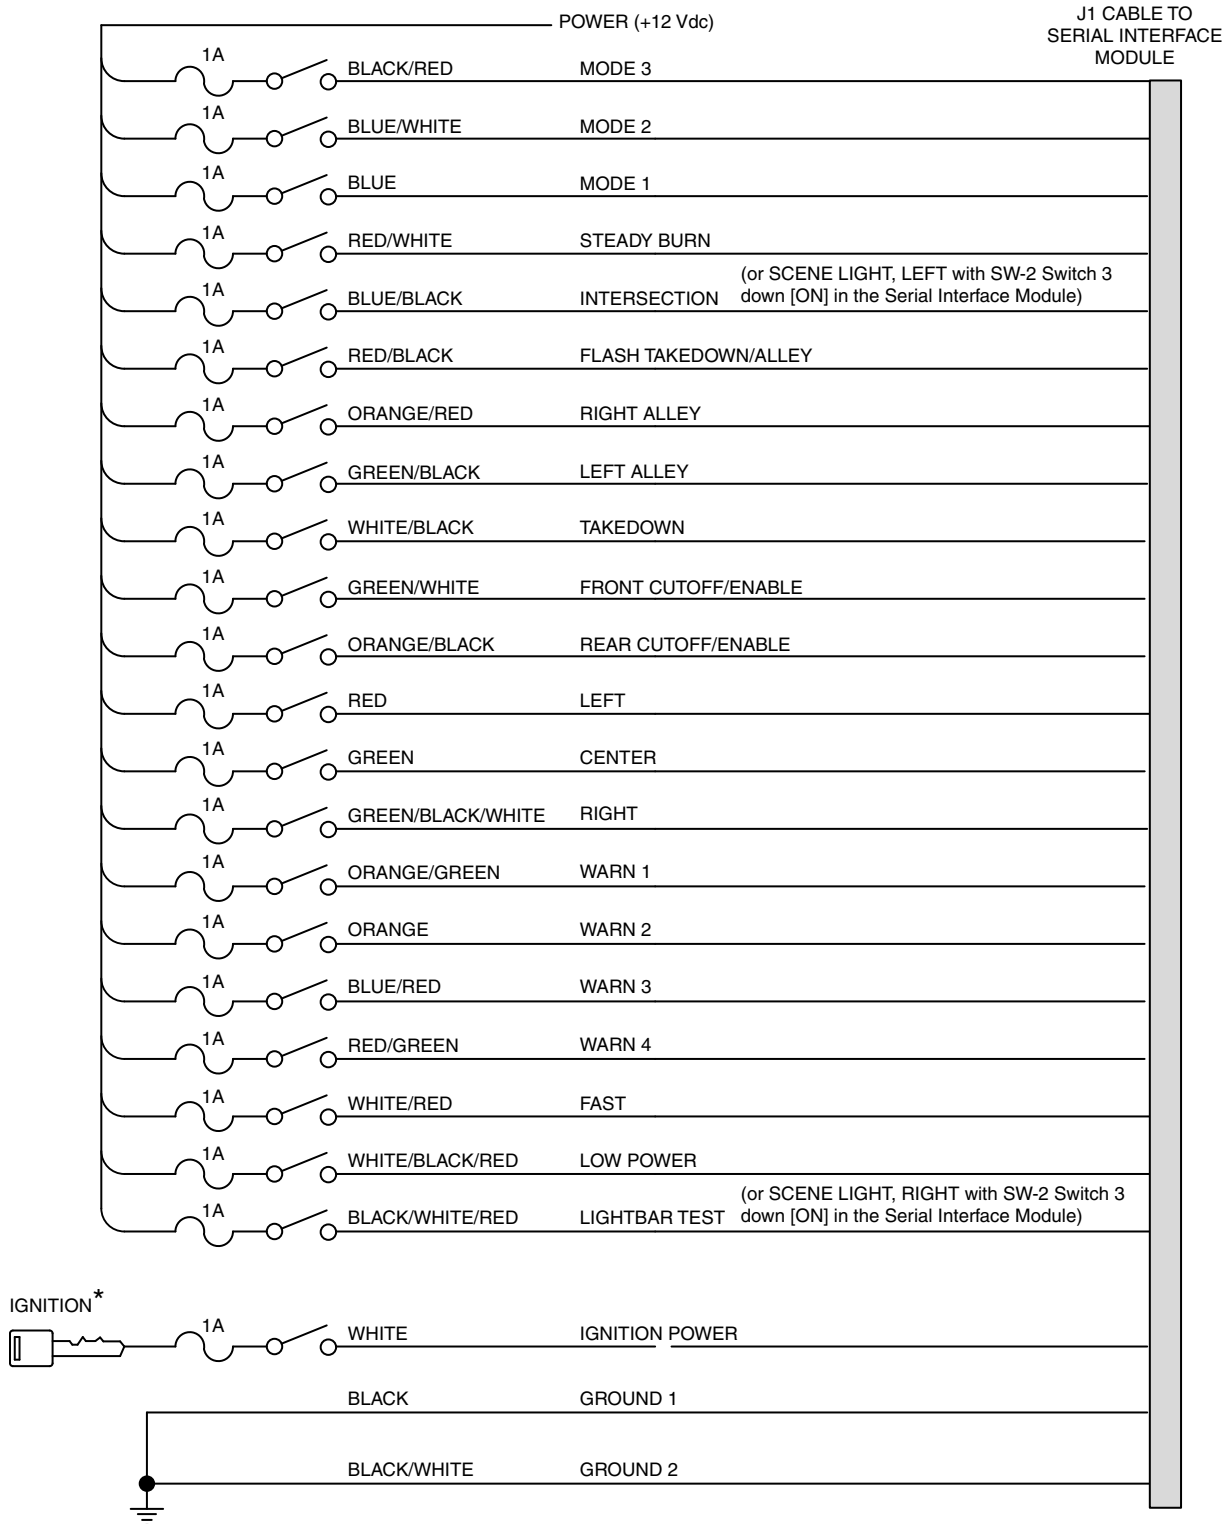 POWER (+12 Vdc)
J1 CABLE TO
SERIAL INTERFACE
MODULE
1A BLACK/RED MODE 3
1A BLUE/WHITE MODE 2
1A BLUE MODE 1
1A RED/WHITE STEADY BURN
(or SCENE LIGHT, LEFT with SW-2 Switch 3
down [ON] in the Serial Interface Module)
1A BLUE/BLACK INTERSECTION
1A RED/BLACK FLASH TAKEDOWN/ALLEY
1A ORANGE/RED RIGHT ALLEY
1A GREEN/BLACK LEFT ALLEY
1A WHITE/BLACK TAKEDOWN
1A GREEN/WHITE FRONT CUTOFF/ENABLE
1A ORANGE/BLACK REAR CUTOFF/ENABLE
1A RED LEFT
1A GREEN CENTER
1A GREEN/BLACK/WHITE RIGHT
1A ORANGE/GREEN WARN 1
1A ORANGE WARN 2
1A BLUE/RED WARN 3
1A RED/GREEN WARN 4
1A WHITE/RED FAST
1A WHITE/BLACK/RED LOW POWER
(or SCENE LIGHT, RIGHT with SW-2 Switch 3
down [ON] in the Serial Interface Module)
1A BLACK/WHITE/RED LIGHTBAR TEST
IGNITION*
1A WHITE IGNITION POWER
BLACK GROUND 1
BLACK/WHITE GROUND 2